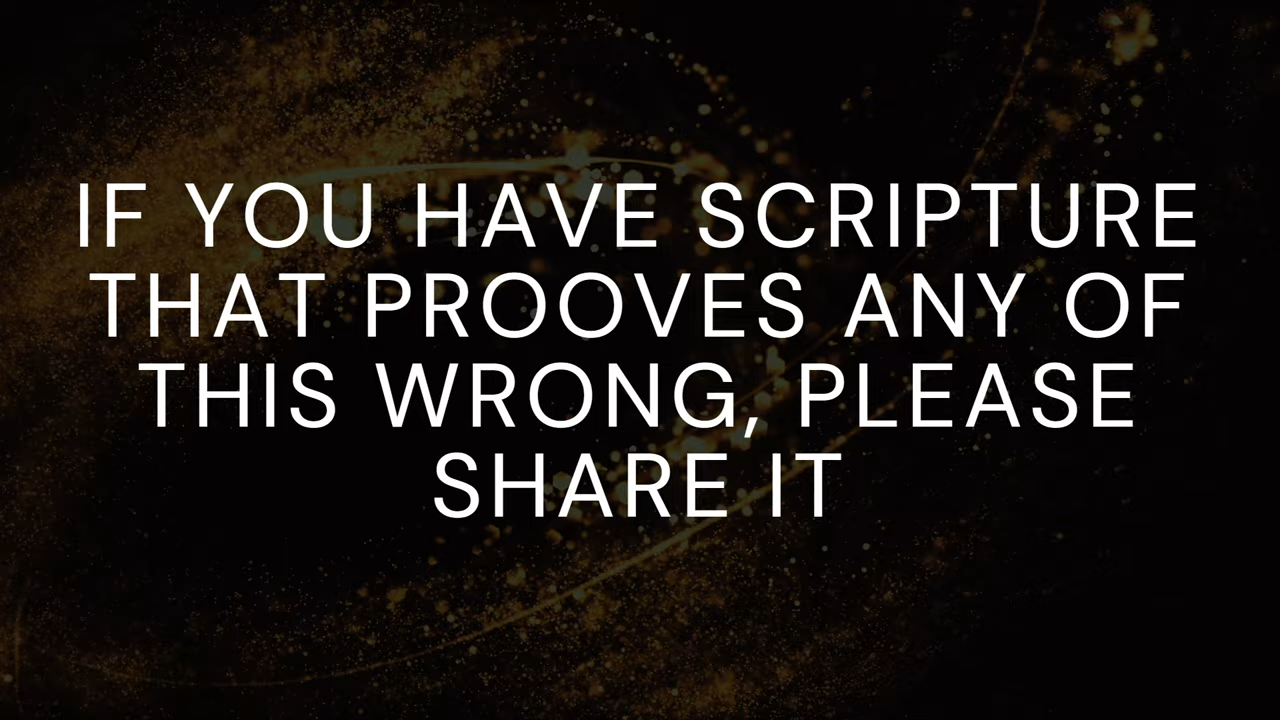 IF YOU HAVE SCRIPTURE
THAT PROOVES ANY OF
THIS WRONG, PLEASE
SHARE IT